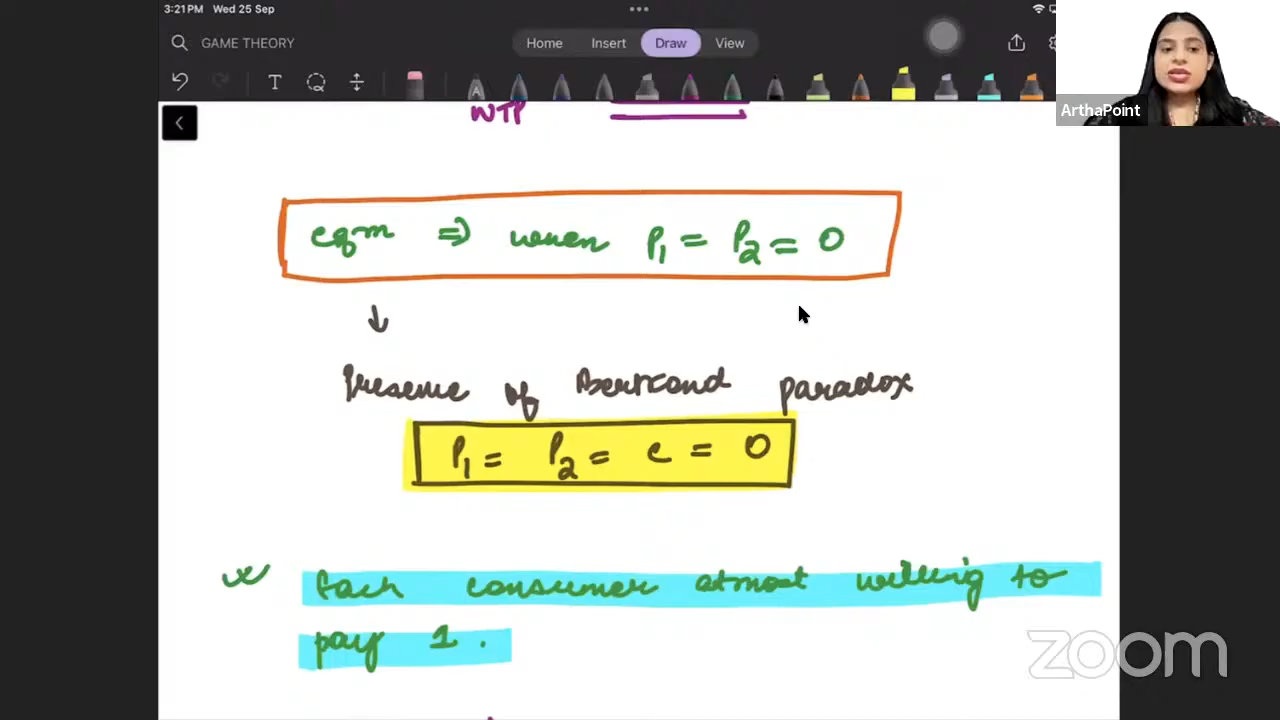 3:21 PM Wed 25 Sep
GAME THEORY
Home Insert Draw View
T
A
ArthaPoint
WTP
eqm ⇒ when P1 = P2 = 0
↓
Presence of Bertrand paradox
P1 = P2 = c = 0
Each consumer atmost willing to
pay 1.
zoom